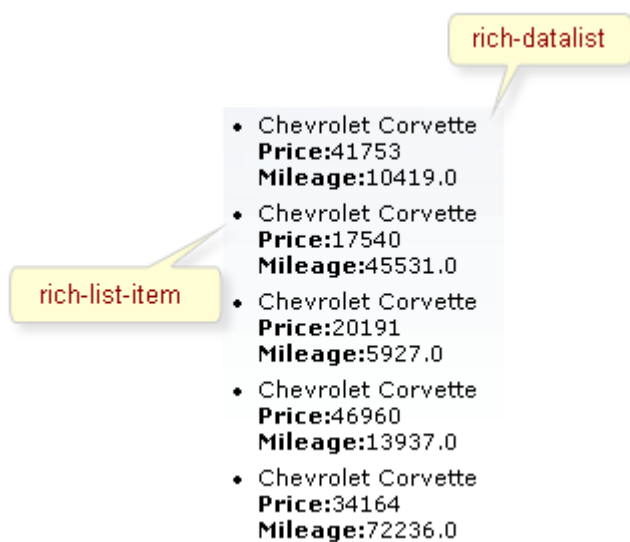 rich-datalist
• Chevrolet Corvette
Price:41753
Mileage:10419.0
• Chevrolet Corvette
Price:17540
Mileage:45531.0
rich-list-item
• Chevrolet Corvette
Price:20191
Mileage:5927.0
• Chevrolet Corvette
Price:46960
Mileage:13937.0
• Chevrolet Corvette
Price:34164
Mileage:72236.0